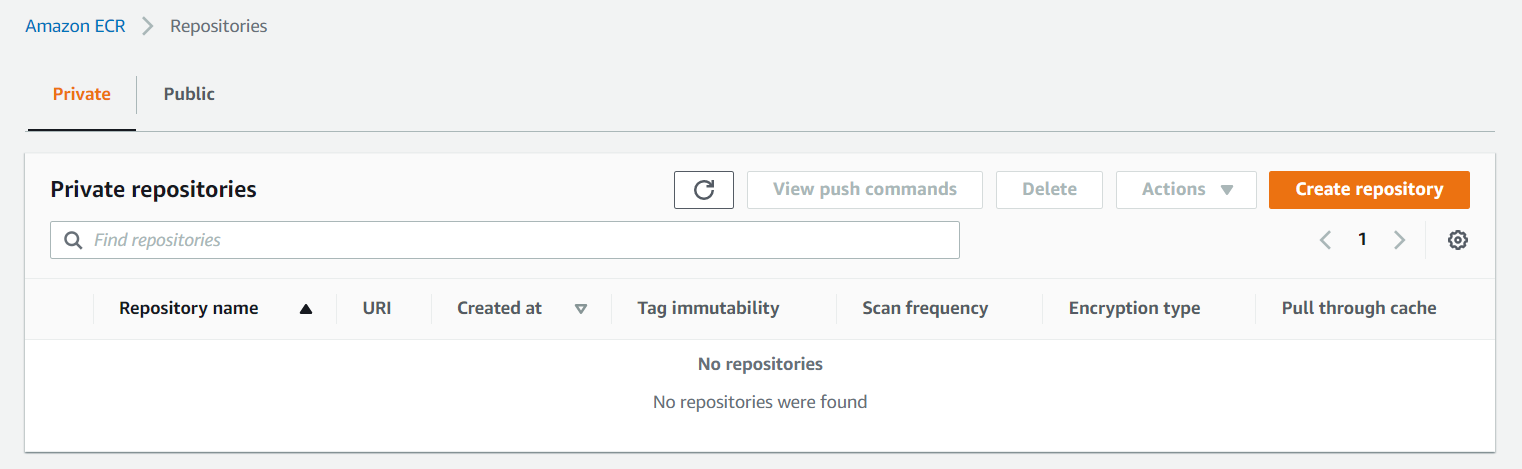 Amazon ECR Repositories
Private Public
Private repositories View push commands Delete Actions Create repository
Find repositories 1
Repository name URI Created at Tag immutability Scan frequency Encryption type Pull through cache
No repositories
No repositories were found